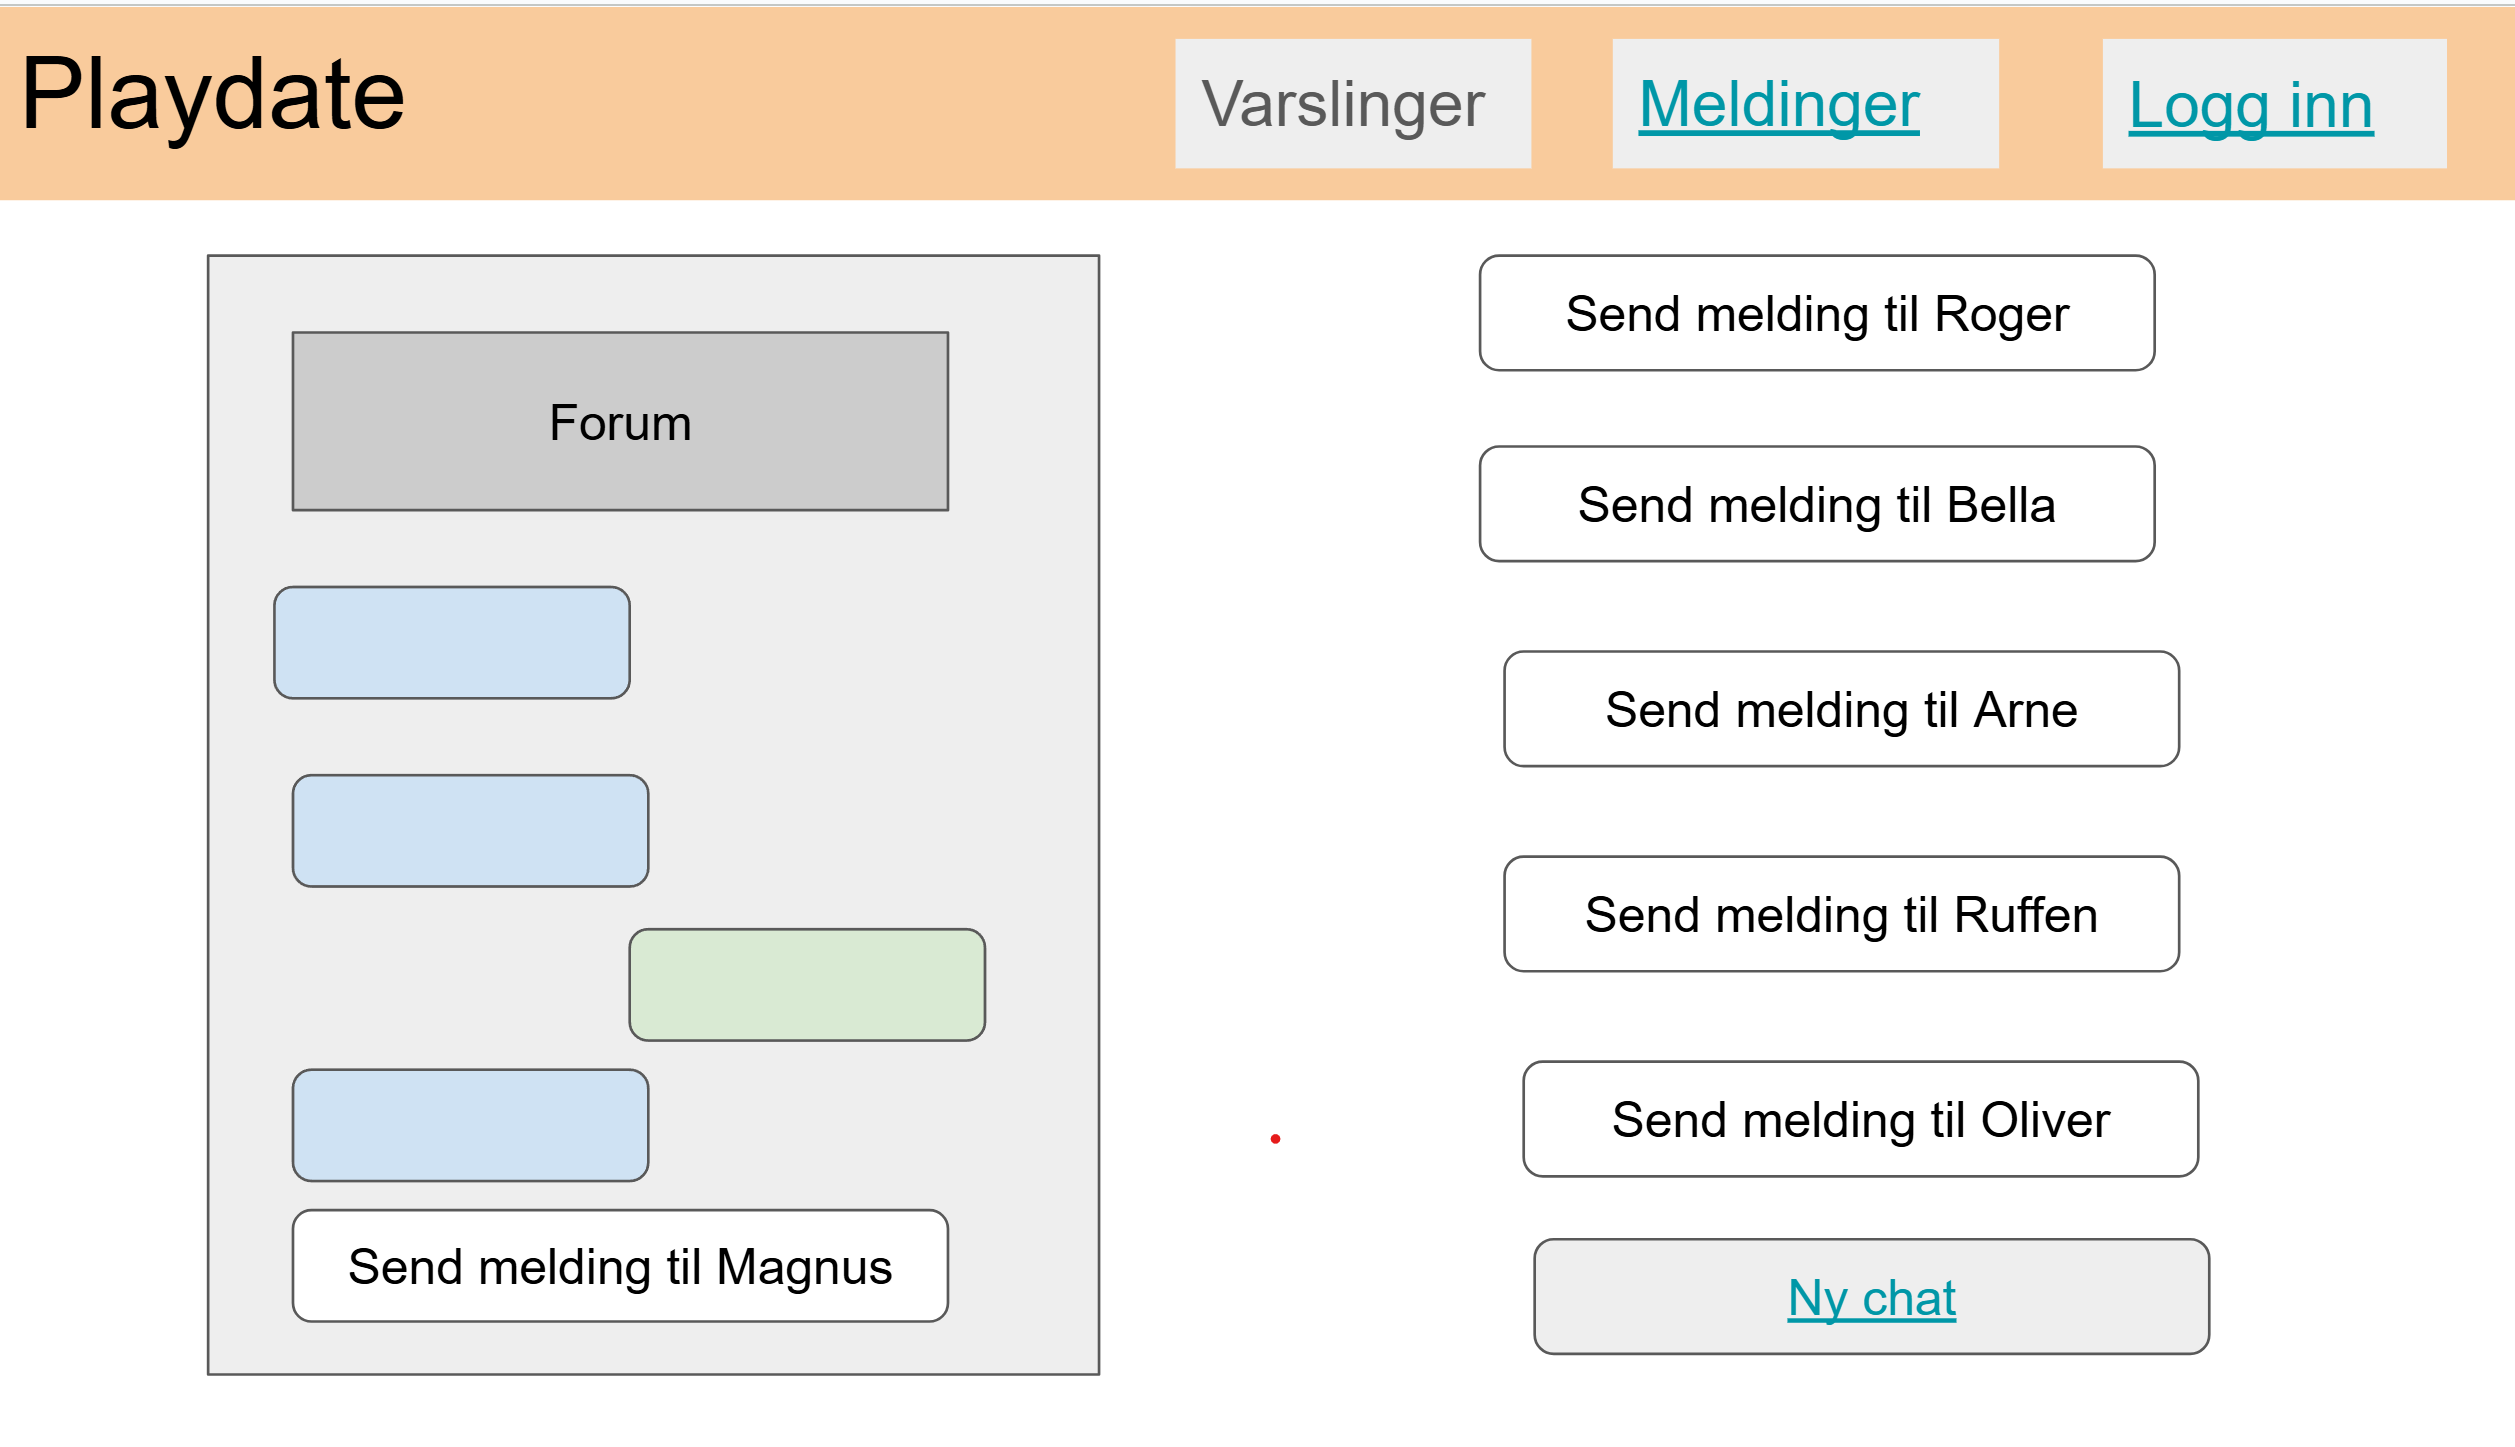 Playdate
Varslinger
Meldinger
Logg inn
Forum
Send melding til Magnus
Send melding til Roger
Send melding til Bella
Send melding til Arne
Send melding til Ruffen
Send melding til Oliver
Ny chat